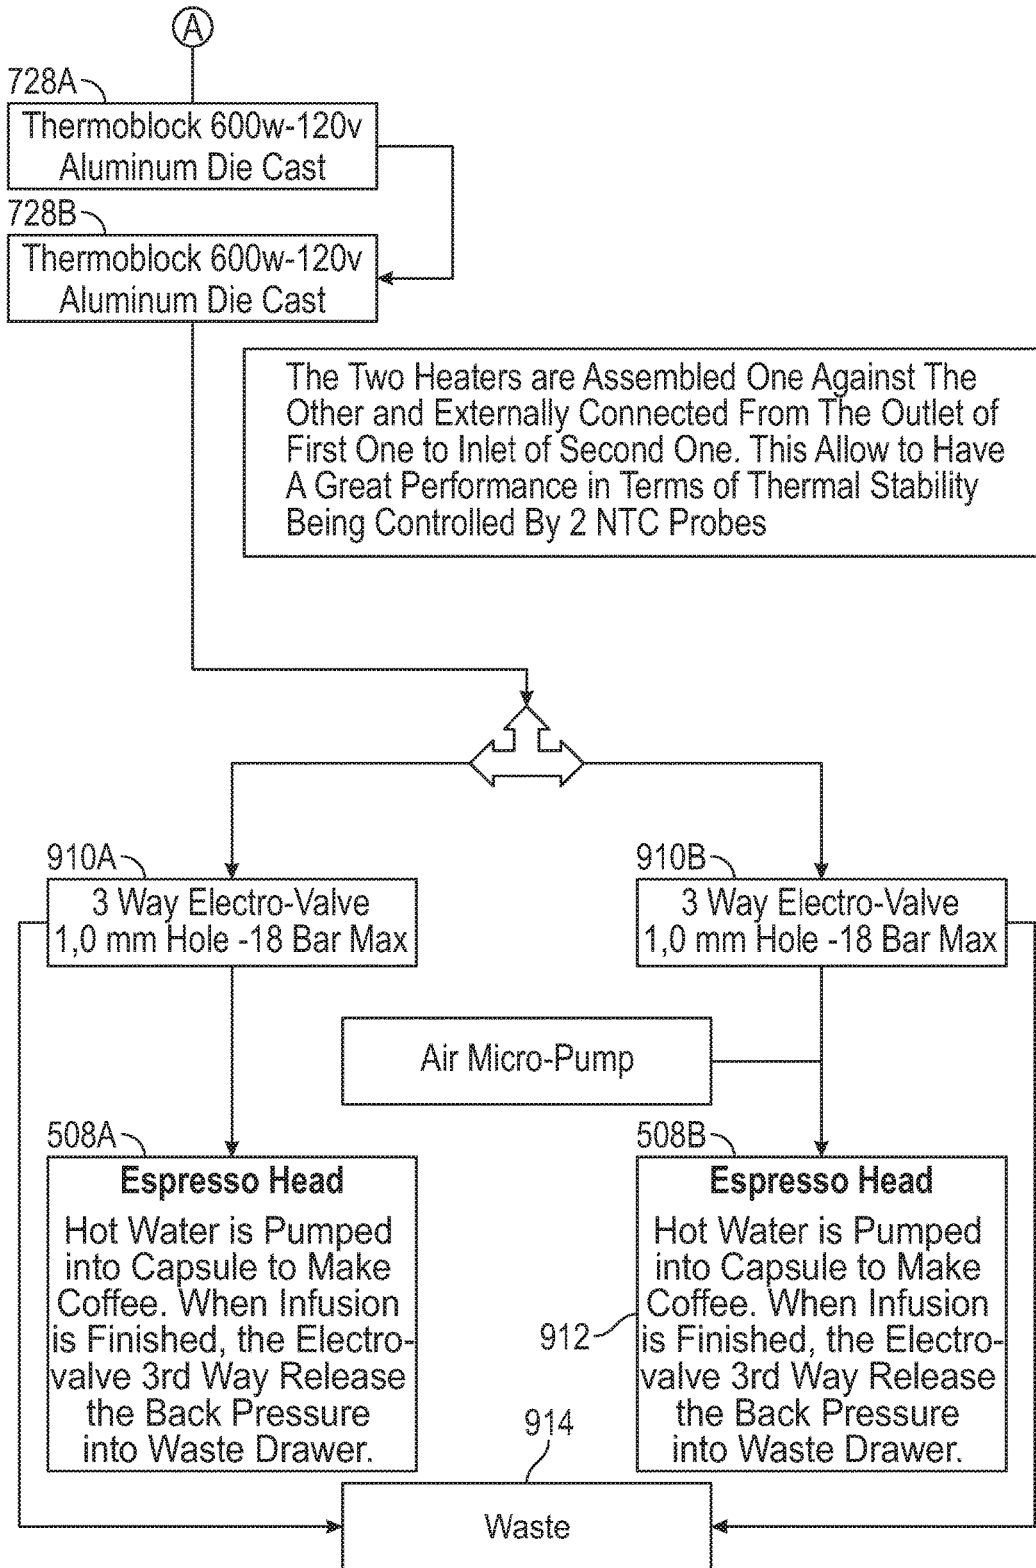 A
728A
Thermoblock 600w-120v
Aluminum Die Cast
728B
Thermoblock 600w-120v
Aluminum Die Cast
The Two Heaters are Assembled One Against The
Other and Externally Connected From The Outlet of
First One to Inlet of Second One. This Allow to Have
A Great Performance in Terms of Thermal Stability
Being Controlled By 2 NTC Probes
910A
3 Way Electro-Valve
1,0 mm Hole -18 Bar Max
910B
3 Way Electro-Valve
1,0 mm Hole -18 Bar Max
Air Micro-Pump
508A
Espresso Head
Hot Water is Pumped
into Capsule to Make
Coffee. When Infusion
is Finished, the Electro-
valve 3rd Way Release
the Back Pressure
into Waste Drawer.
508B
Espresso Head
Hot Water is Pumped
into Capsule to Make
Coffee. When Infusion
is Finished, the Electro-
valve 3rd Way Release
the Back Pressure
into Waste Drawer.
912
914
Waste